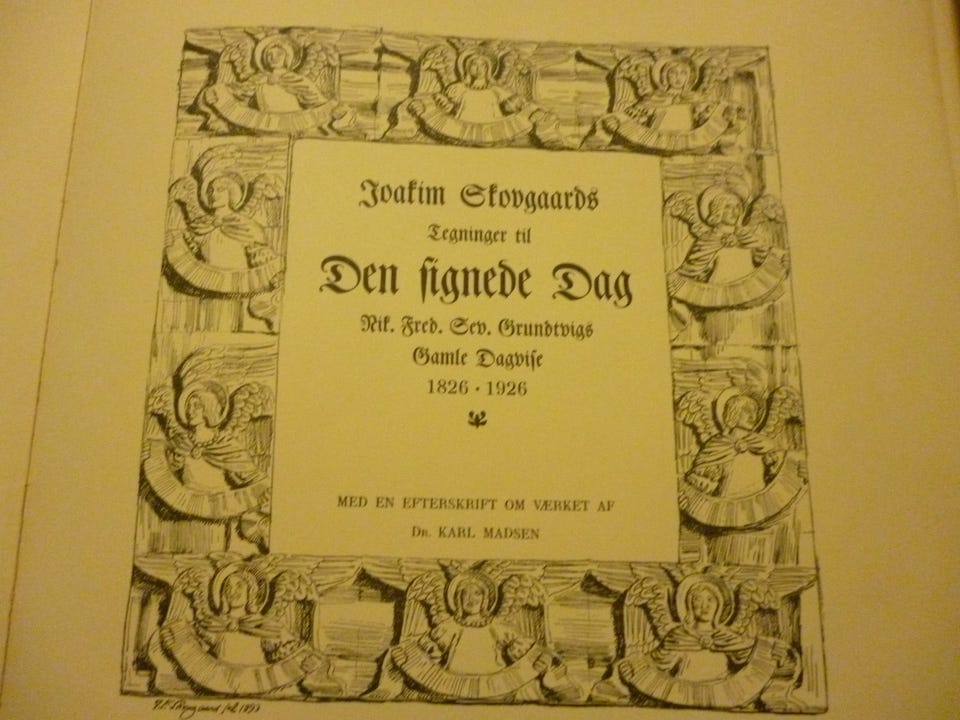 Joakim Skovgaards
Tegninger til
Den signede Dag
Nik. Fred. Sev. Grundtvigs
Gamle Dagvise
1826 · 1926
MED EN EFTERSKRIFT OM VÆRKET AF
DR. KARL MADSEN